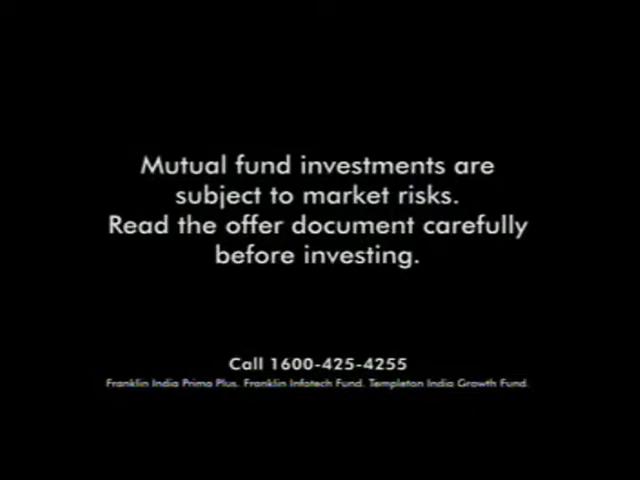 Mutual fund investments are
subject to market risks.
Read the offer document carefully
before investing.
Call 1600-425-4255
Franklin India Prima Plus. Franklin Infotech Fund. Templeton India Growth Fund.